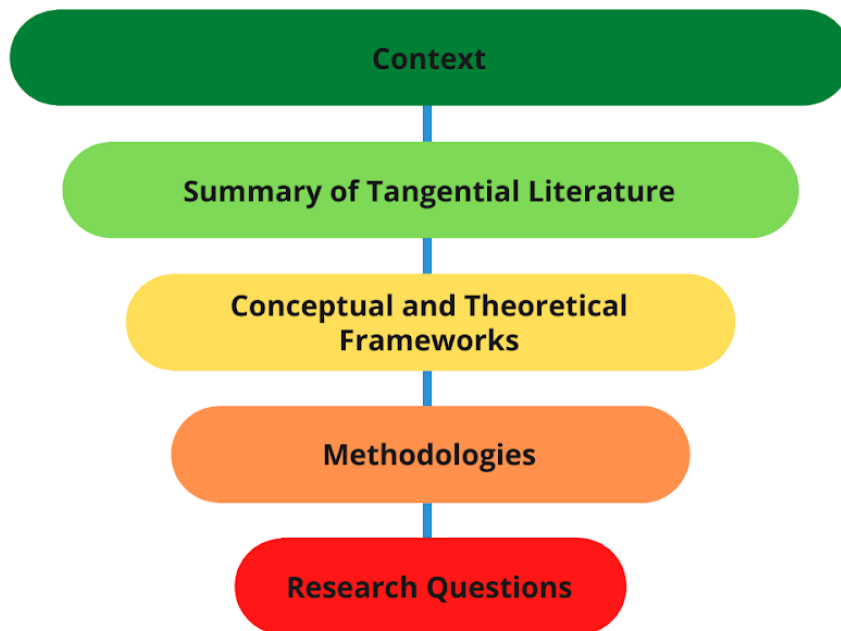 Context
Summary of Tangential Literature
Conceptual and Theoretical
Frameworks
Methodologies
Research Questions